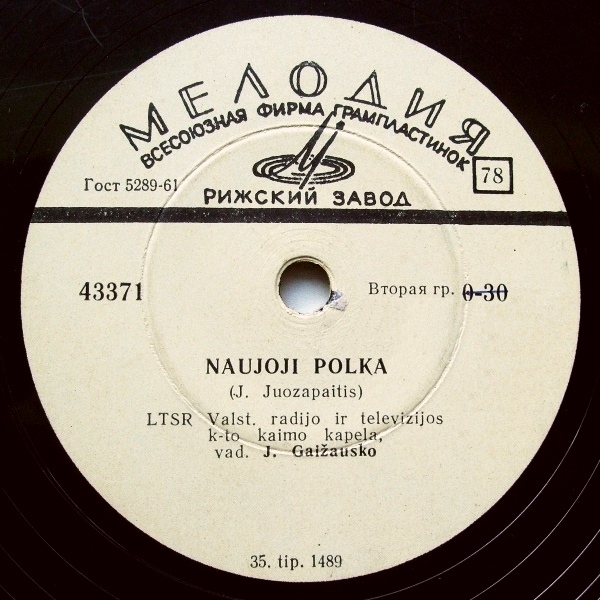 МЕЛОДИЯ
ВСЕСОЮЗНАЯ ФИРМА ГРАМПЛАСТИНОК
Гост 5289-61
78
РИЖСКИЙ ЗАВОД
43371
Вторая гр. 0-30
NAUJOJI POLKA
(J. Juozapaitis)
LTSR Valst. radijo ir televizijos
k-to kaimo kapela,
vad. J. Gaižausko
35. tip. 1489